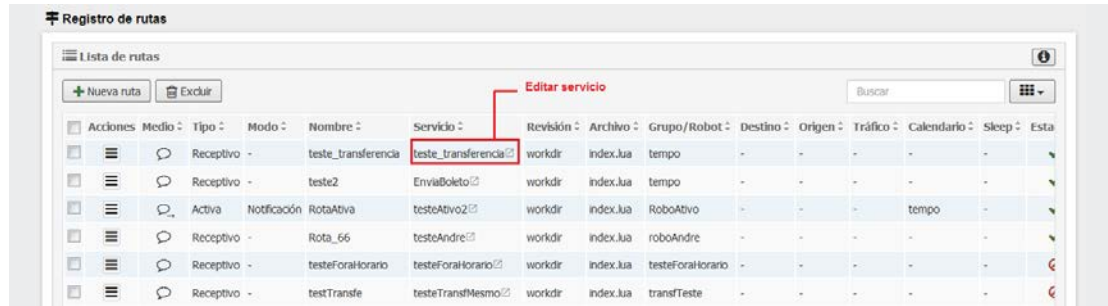 Registro de rutas
Lista de rutas
Nueva ruta Excluir Editar servicio Buscar
Acciones Medio Tipo Modo Nombre Servicio Revisión Archivo Grupo/Robot Destino Origen Tráfico Calendario Sleep Esta
Receptivo - teste_transferencia teste_transferencia workdir index.lua tempo - - - - -
Receptivo - teste2 EnviaBoleto workdir index.lua tempo - - - - -
Activa Notificación RotaAtiva testeAtivo2 workdir index.lua RoboAtivo - - - tempo -
Receptivo - Rota_66 testeAndre workdir index.lua roboAndre - - - - -
Receptivo - testeForaHorario testeForaHorario workdir index.lua testeForaHorario - - - - -
Receptivo - testTransfe testeTransfMesmo workdir index.lua transfTeste - - - - -